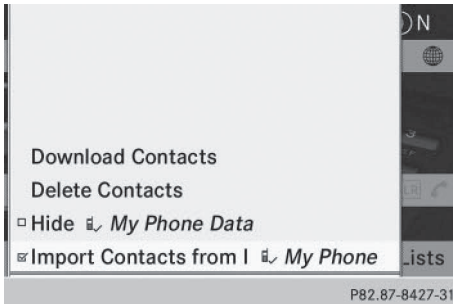 N
Download Contacts
Delete Contacts
Hide My Phone Data
Import Contacts from I My Phone
Lists
P82.87-8427-31